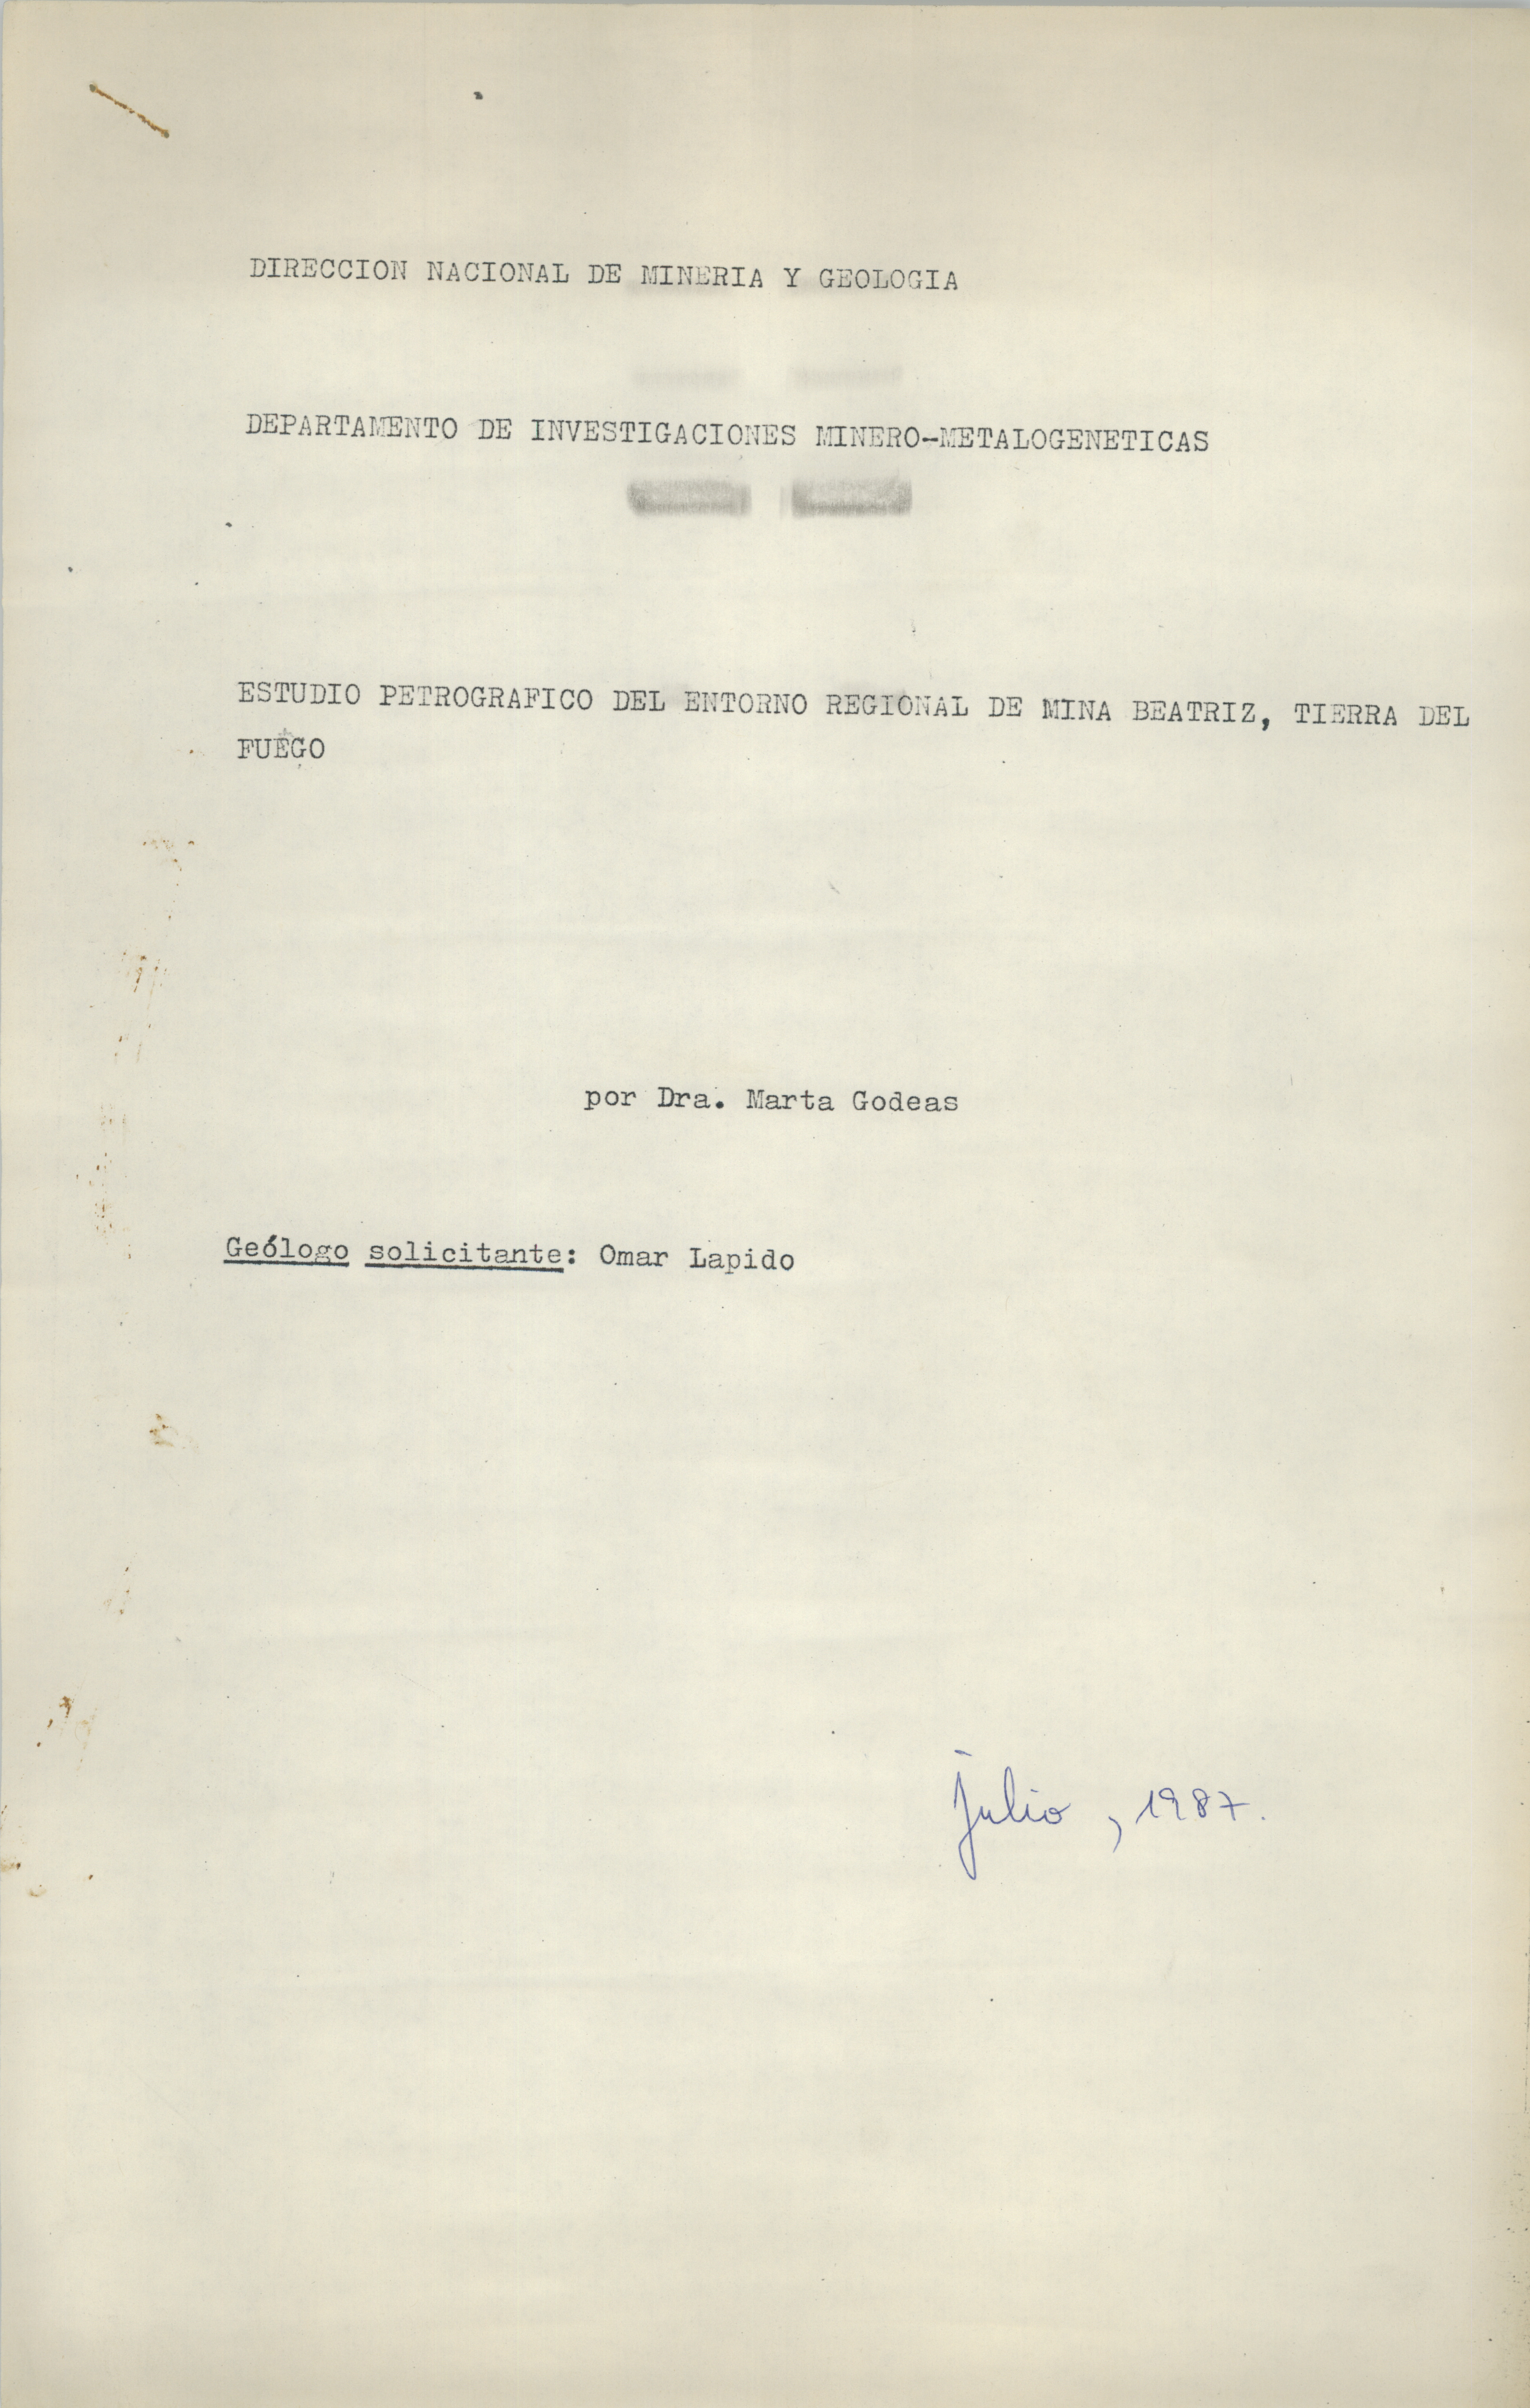 DIRECCION NACIONAL DE MINERIA Y GEOLOGIA
DEPARTAMENTO DE INVESTIGACIONES MINERO-METALOGENETICAS
ESTUDIO PETROGRAFICO DEL ENTORNO REGIONAL DE MINA BEATRIZ, TIERRA DEL
FUEGO
por Dra. Marta Godeas
Geólogo solicitante: Omar Lapido
Julio, 1987.